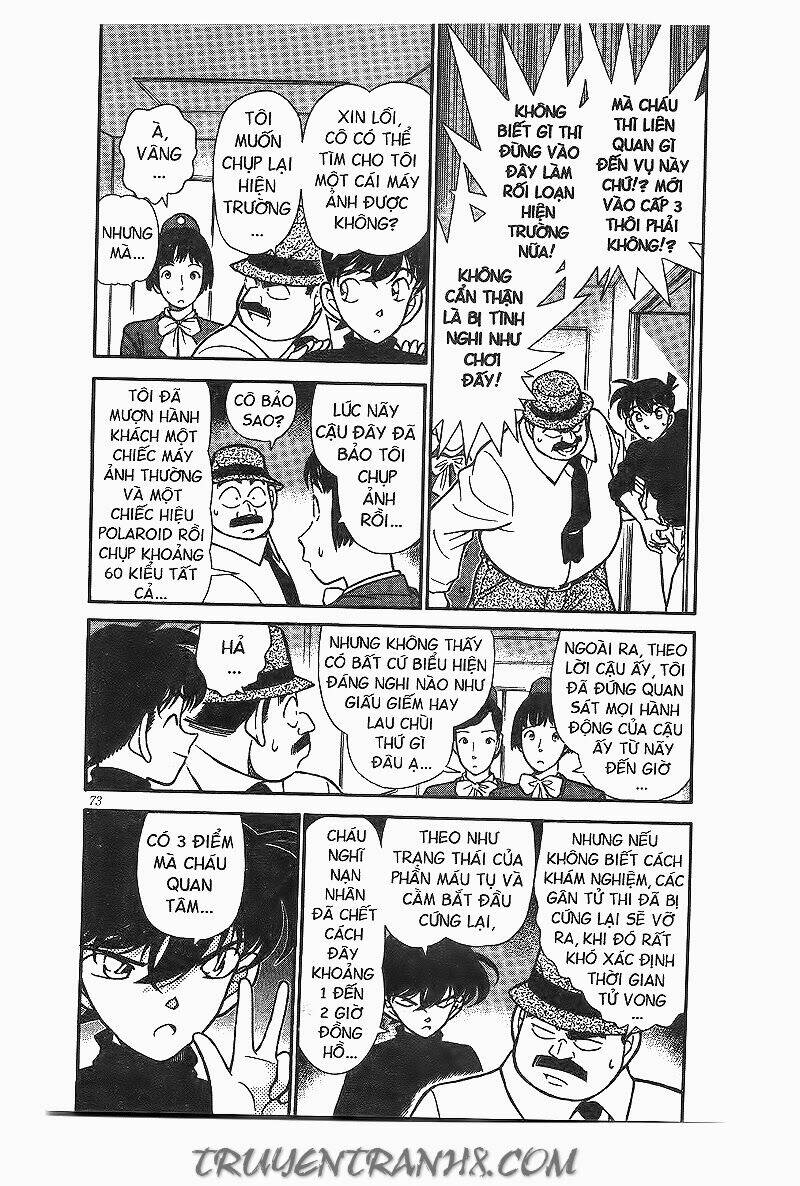 MÀ CHÁU
THÌ LIÊN
QUAN GÌ
ĐẾN VỤ NÀY
CHỨ!? MỚI
VÀO CẤP 3
THÔI PHẢI
KHÔNG!?
KHÔNG
BIẾT GÌ THÌ
ĐỪNG VÀO
ĐÂY LÀM
RỐI LOẠN
HIỆN
TRƯỜNG
NỮA!
KHÔNG
CẨN THẬN
LÀ BỊ TÌNH
NGHI NHƯ
CHƠI
ĐẤY!
XIN LỖI,
CÔ CÓ THỂ
TÌM CHO TÔI
MỘT CÁI MÁY
ẢNH ĐƯỢC
KHÔNG?
TÔI
MUỐN
CHỤP LẠI
HIỆN
TRƯỜNG
...
À,
VÂNG
...
NHƯNG
MÀ...
LÚC NÃY
CẬU ĐÂY ĐÃ
BẢO TÔI
CHỤP
ẢNH
RỒI...
CÔ BẢO
SAO?
TÔI ĐÃ
MƯỢN HÀNH
KHÁCH MỘT
CHIẾC MÁY
ẢNH THƯỜNG
VÀ MỘT
CHIẾC HIỆU
POLAROID RỒI
CHỤP KHOẢNG
60 KIỂU TẤT
CẢ...
NGOÀI RA, THEO
LỜI CẬU ẤY, TÔI
ĐÃ ĐỨNG QUAN
SÁT MỌI HÀNH
ĐỘNG CỦA CẬU
ẤY TỪ NÃY
ĐẾN GIỜ
...
NHƯNG KHÔNG THẤY
CÓ BẤT CỨ BIỂU HIỆN
ĐÁNG NGHI NÀO NHƯ
GIẤU GIẾM HAY
LAU CHÙI
THỨ GÌ
ĐÂU Ạ...
HẢ
...
73
NHƯNG NẾU
KHÔNG BIẾT CÁCH
KHÁM NGHIỆM, CÁC
GÂN TỬ THI ĐÃ BỊ
CỨNG LẠI SẼ VỠ
RA, KHI ĐÓ RẤT
KHÓ XÁC ĐỊNH
THỜI GIAN
TỬ VONG
...
THEO NHƯ
TRẠNG THÁI CỦA
PHẦN MÁU TỤ VÀ
CẰM BẮT ĐẦU
CỨNG LẠI,
CHÁU
NGHĨ
NẠN
NHÂN
ĐÃ CHẾT
CÁCH
ĐÂY
KHOẢNG
1 ĐẾN
2 GIỜ
ĐỒNG
HỒ...
CÓ 3 ĐIỂM
MÀ CHÁU
QUAN
TÂM...
TRUYENTRANH8.COM